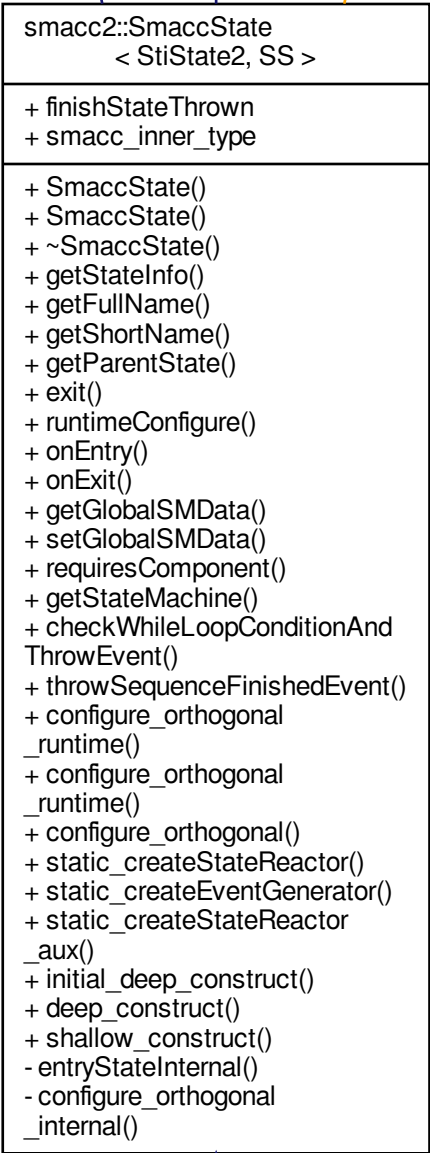 smacc2::SmaccState
< StiState2, SS >
+ finishStateThrown
+ smacc_inner_type
+ SmaccState()
+ SmaccState()
+ ~SmaccState()
+ getStateInfo()
+ getFullName()
+ getShortName()
+ getParentState()
+ exit()
+ runtimeConfigure()
+ onEntry()
+ onExit()
+ getGlobalSMData()
+ setGlobalSMData()
+ requiresComponent()
+ getStateMachine()
+ checkWhileLoopConditionAnd
ThrowEvent()
+ throwSequenceFinishedEvent()
+ configure_orthogonal
_runtime()
+ configure_orthogonal
_runtime()
+ configure_orthogonal()
+ static_createStateReactor()
+ static_createEventGenerator()
+ static_createStateReactor
_aux()
+ initial_deep_construct()
+ deep_construct()
+ shallow_construct()
- entryStateInternal()
- configure_orthogonal
_internal()